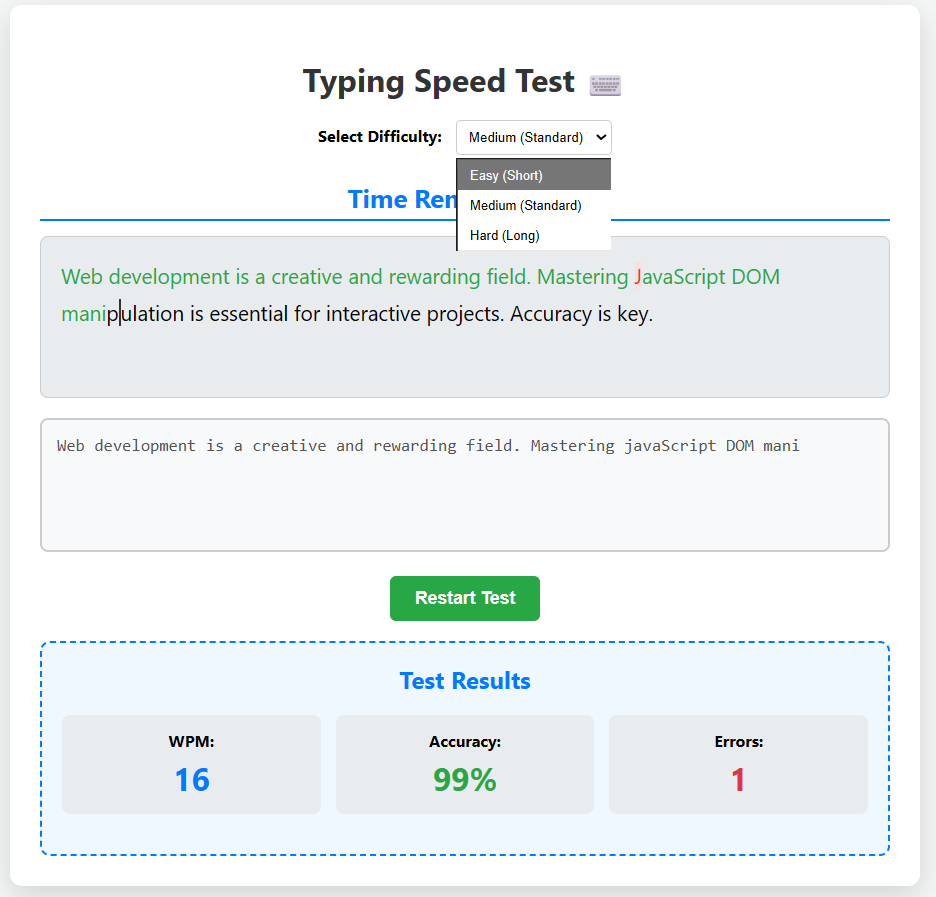 Typing Speed Test
Select Difficulty: Medium (Standard)
Easy (Short)
Medium (Standard)
Hard (Long)
Time
Web development is a creative and rewarding field. Mastering JavaScript DOM
manipulation is essential for interactive projects. Accuracy is key.
Web development is a creative and rewarding field. Mastering javaScript DOM mani
Restart Test
Test Results
WPM: Accuracy: Errors:
16 99% 1